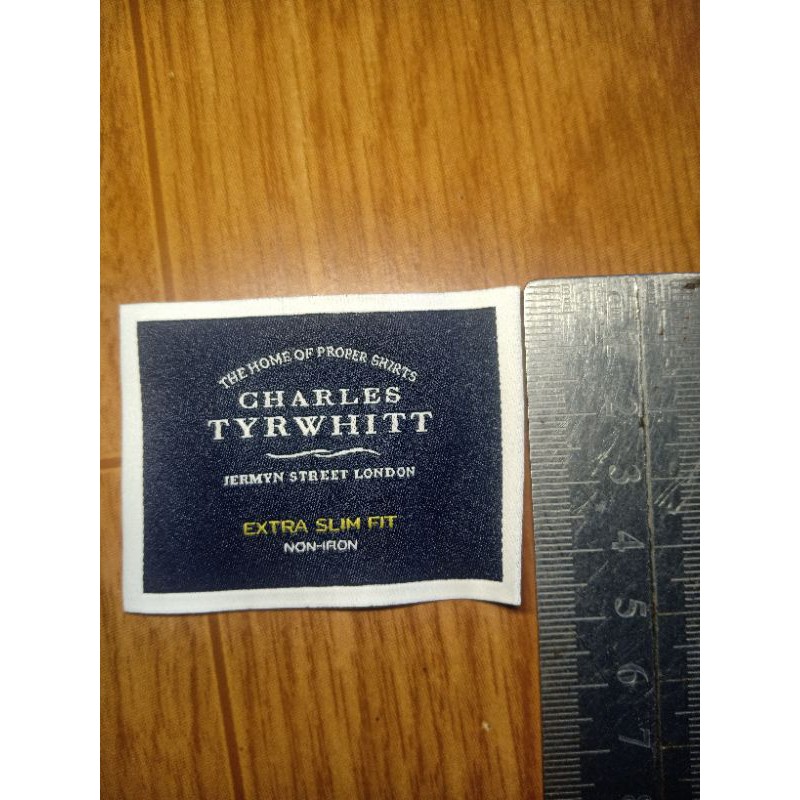 THE HOME OF PROPER SHIRTS
CHARLES
TYRWHITT
JERMYN STREET LONDON
EXTRA SLIM FIT
NON-IRON
2
3
4
5
6
7